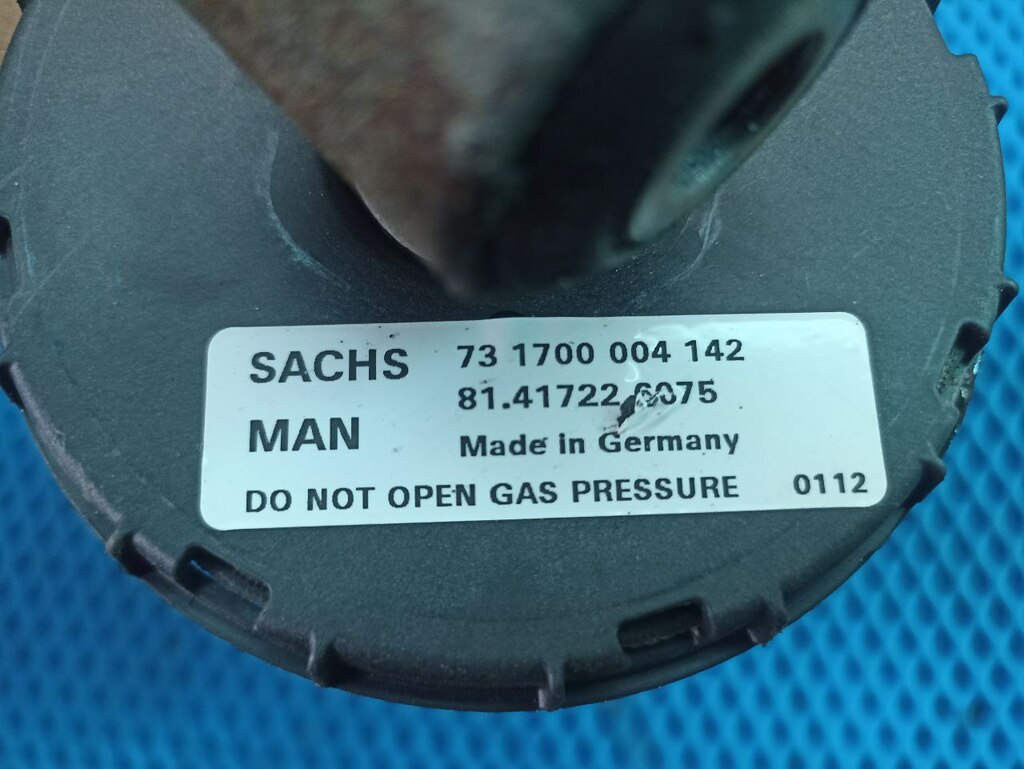 SACHS 73 1700 004 142
81.41722.6075
MAN
Made in Germany
DO NOT OPEN GAS PRESSURE 0112